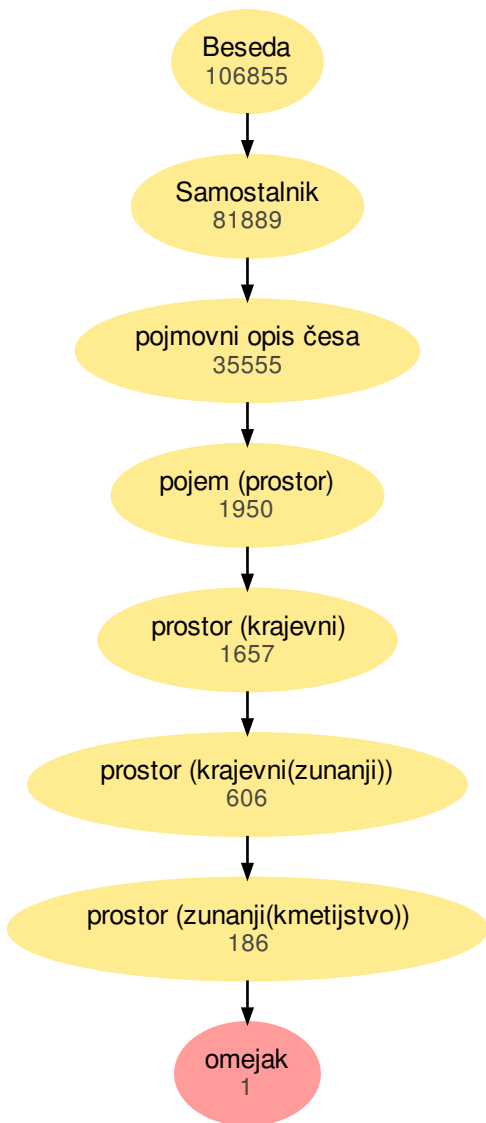 Beseda
106855
Samostalnik
81889
pojmovni opis česa
35555
pojem (prostor)
1950
prostor (krajevni)
1657
prostor (krajevni(zunanji))
606
prostor (zunanji(kmetijstvo))
186
omejak
1